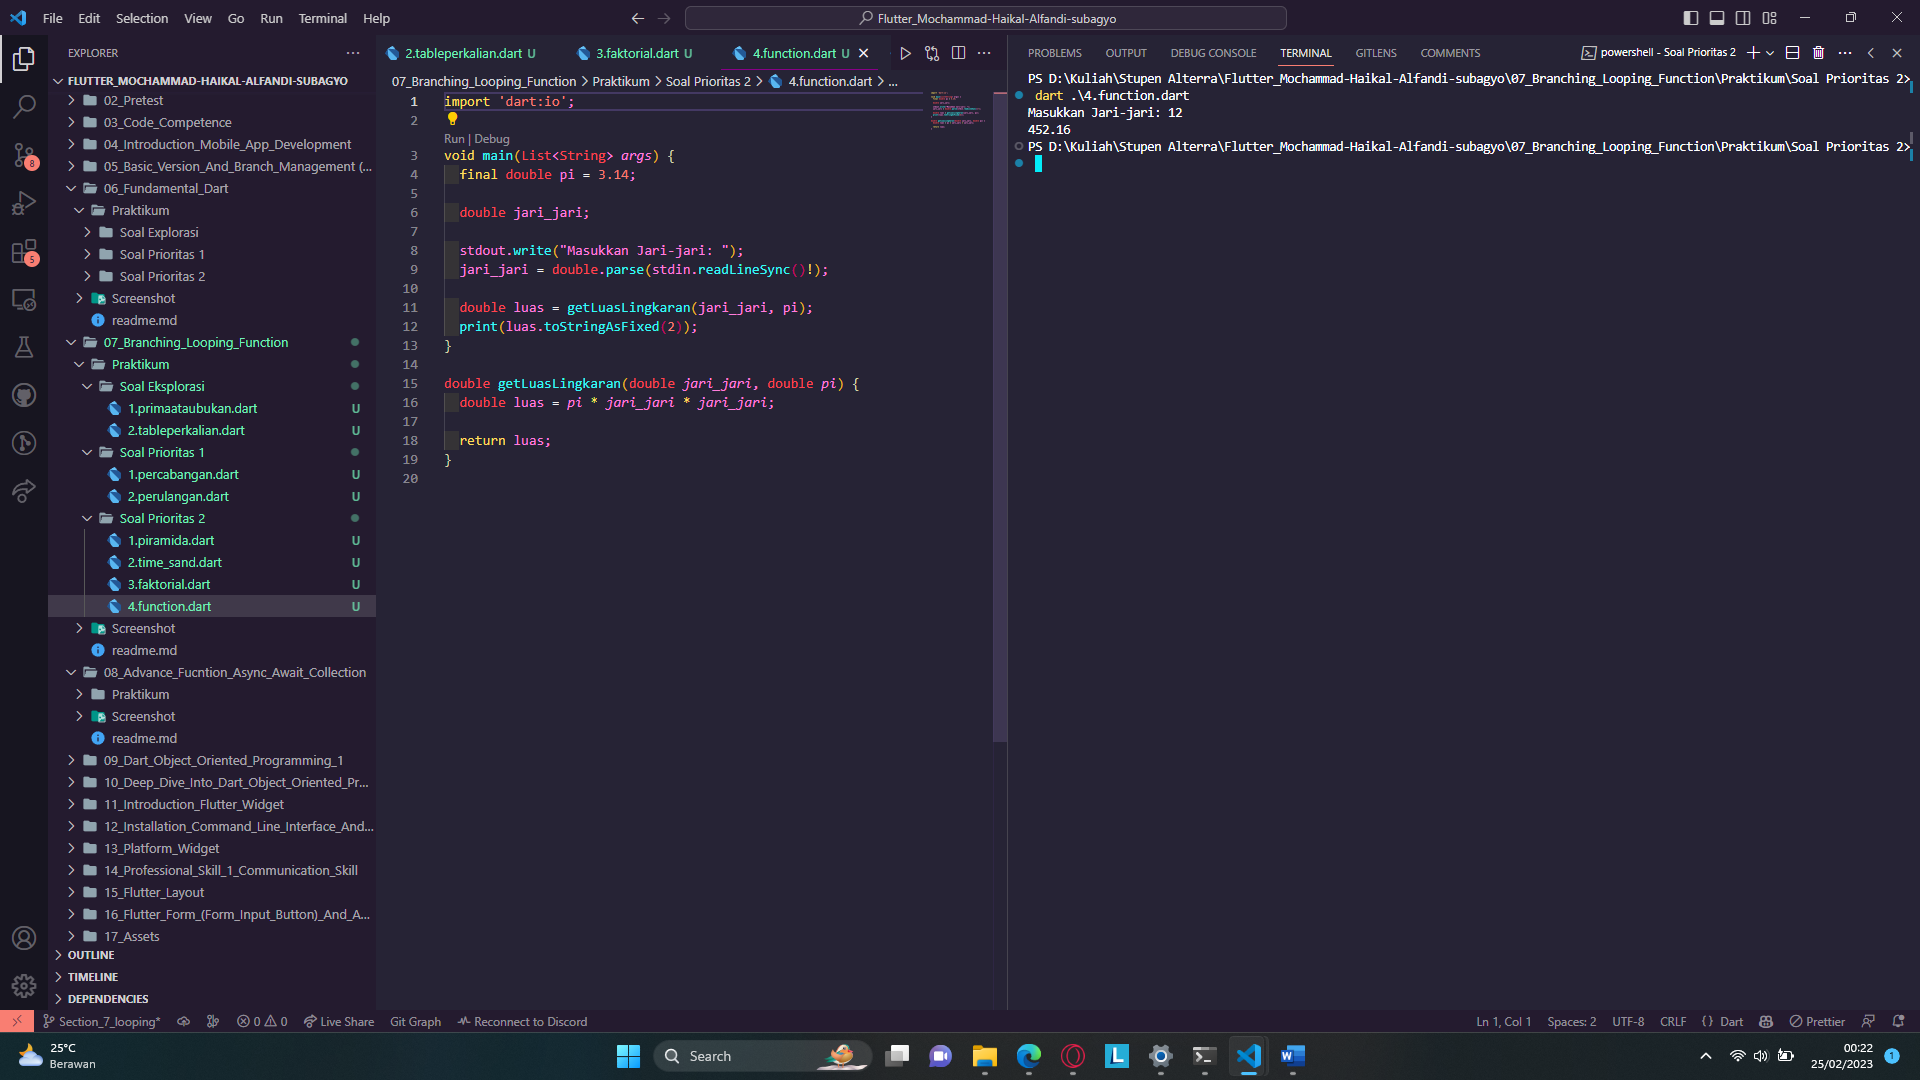 File Edit Selection View Go Run Terminal Help
Flutter_Mochammad-Haikal-Alfandi-subagyo
EXPLORER
FLUTTER_MOCHAMMAD-HAIKAL-ALFANDI-SUBAGYO
02_Pretest
03_Code_Competence
04_Introduction_Mobile_App_Development
05_Basic_Version_And_Branch_Management (...
06_Fundamental_Dart
Praktikum
Soal Explorasi
Soal Prioritas 1
Soal Prioritas 2
Screenshot
readme.md
07_Branching_Looping_Function
Praktikum
Soal Eksplorasi
1.primaataubukan.dart U
2.tableperkalian.dart U
Soal Prioritas 1
1.percabangan.dart U
2.perulangan.dart U
Soal Prioritas 2
1.piramida.dart U
2.time_sand.dart U
3.faktorial.dart U
4.function.dart U
Screenshot
readme.md
08_Advance_Fucntion_Async_Await_Collection
Praktikum
Screenshot
readme.md
09_Dart_Object_Oriented_Programming_1
10_Deep_Dive_Into_Dart_Object_Oriented_Pr...
11_Introduction_Flutter_Widget
12_Installation_Command_Line_Interface_And...
13_Platform_Widget
14_Professional_Skill_1_Communication_Skill
15_Flutter_Layout
16_Flutter_Form_(Form_Input_Button)_And_A...
17_Assets
OUTLINE
TIMELINE
DEPENDENCIES
8
5
2.tableperkalian.dart U 3.faktorial.dart U 4.function.dart U
07_Branching_Looping_Function > Praktikum > Soal Prioritas 2 > 4.function.dart > ...
1 import 'dart:io';
2
Run | Debug
3 void main(List<String> args) {
4 final double pi = 3.14;
5
6 double jari_jari;
7
8 stdout.write("Masukkan Jari-jari: ");
9 jari_jari = double.parse(stdin.readLineSync()!);
10
11 double luas = getLuasLingkaran(jari_jari, pi);
12 print(luas.toStringAsFixed(2));
13 }
14
15 double getLuasLingkaran(double jari_jari, double pi) {
16 double luas = pi * jari_jari * jari_jari;
17
18 return luas;
19 }
20
PROBLEMS OUTPUT DEBUG CONSOLE TERMINAL GITLENS COMMENTS
powershell - Soal Prioritas 2
PS D:\Kuliah\Stupen Alterra\Flutter_Mochammad-Haikal-Alfandi-subagyo\07_Branching_Looping_Function\Praktikum\Soal Prioritas 2>
dart .\4.function.dart
Masukkan Jari-jari: 12
452.16
PS D:\Kuliah\Stupen Alterra\Flutter_Mochammad-Haikal-Alfandi-subagyo\07_Branching_Looping_Function\Praktikum\Soal Prioritas 2>
Section_7_looping* 0 0 Live Share Git Graph Reconnect to Discord
Ln 1, Col 1 Spaces: 2 UTF-8 CRLF { } Dart Prettier
25°C
Berawan
Search
L
00:22
25/02/2023
1